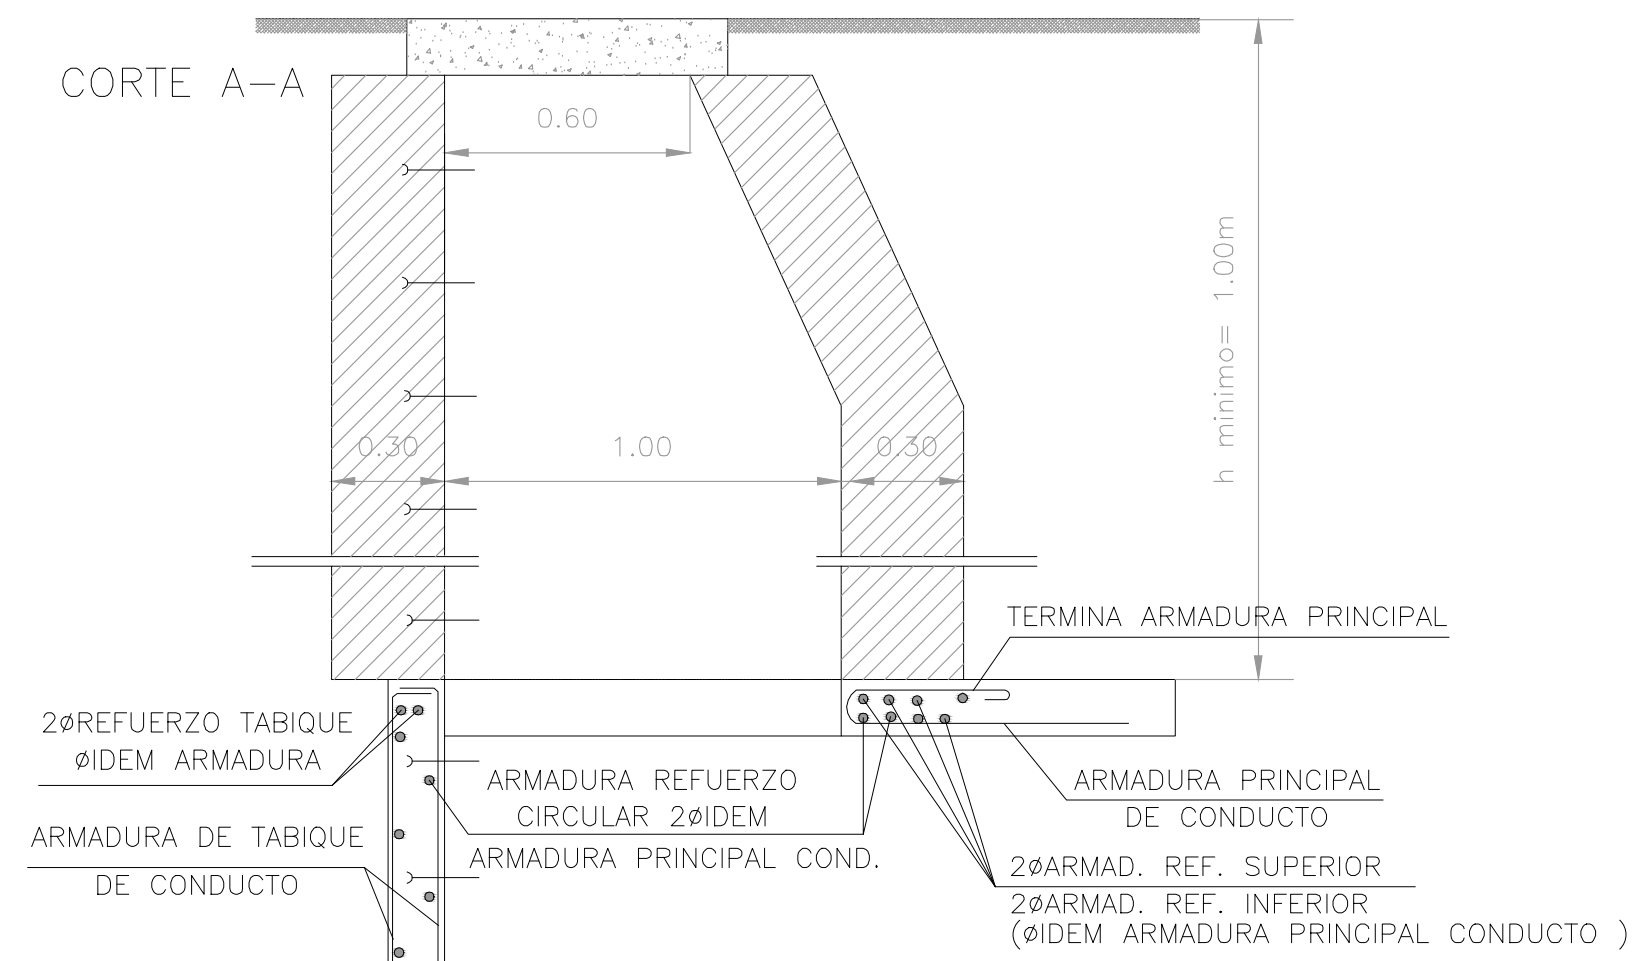 CORTE A-A
0.60
h minimo= 1.00m
0.30
1.00
0.30
TERMINA ARMADURA PRINCIPAL
2øREFUERZO TABIQUE
øIDEM ARMADURA
ARMADURA REFUERZO
CIRCULAR 2øIDEM
ARMADURA PRINCIPAL COND.
ARMADURA PRINCIPAL
DE CONDUCTO
ARMADURA DE TABIQUE
DE CONDUCTO
2øARMAD. REF. SUPERIOR
2øARMAD. REF. INFERIOR
(øIDEM ARMADURA PRINCIPAL CONDUCTO )